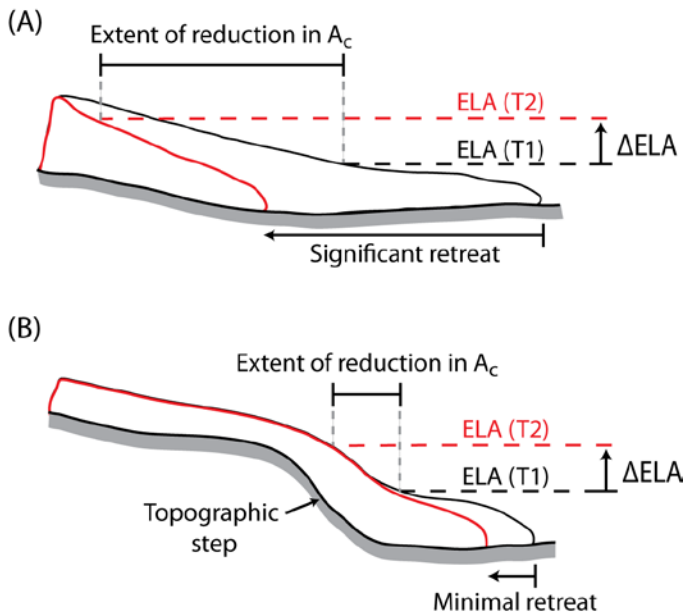 (A)
Extent of reduction in Ac
ELA (T2)
ELA (T1)
ΔELA
Significant retreat
(B)
Extent of reduction in Ac
ELA (T2)
ELA (T1)
ΔELA
Topographic
step
Minimal retreat